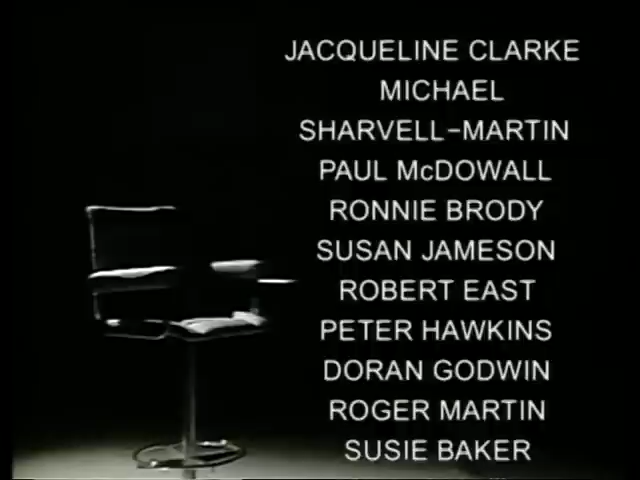 JACQUELINE CLARKE
MICHAEL
SHARVELL-MARTIN
PAUL McDOWALL
RONNIE BRODY
SUSAN JAMESON
ROBERT EAST
PETER HAWKINS
DORAN GODWIN
ROGER MARTIN
SUSIE BAKER